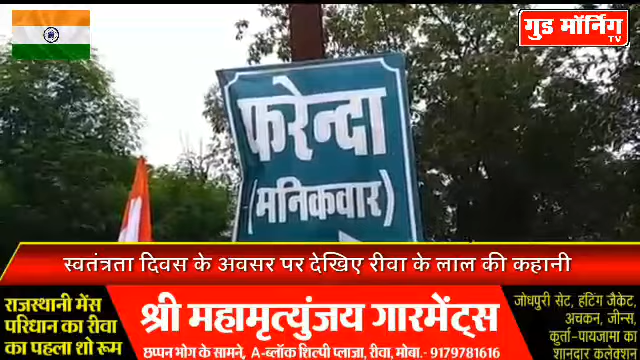 गुड मॉर्निंग
TV
फरेन्दा
(मनिकवार)
स्वतंत्रता दिवस के अवसर पर देखिए रीवा के लाल की कहानी
राजस्थानी मेंस
परिधान का रीवा
का पहला शो रूम
श्री महामृत्युंजय गारमेंट्स
छप्पन भोग के सामने, A-ब्लॉक शिल्पी प्लाजा, रीवा, मोबा.- 9179781616
जोधपुरी सेट, हंटिंग जैकेट,
अचकन, जीन्स,
कुर्ता-पायजामा का
शानदार कलेक्शन